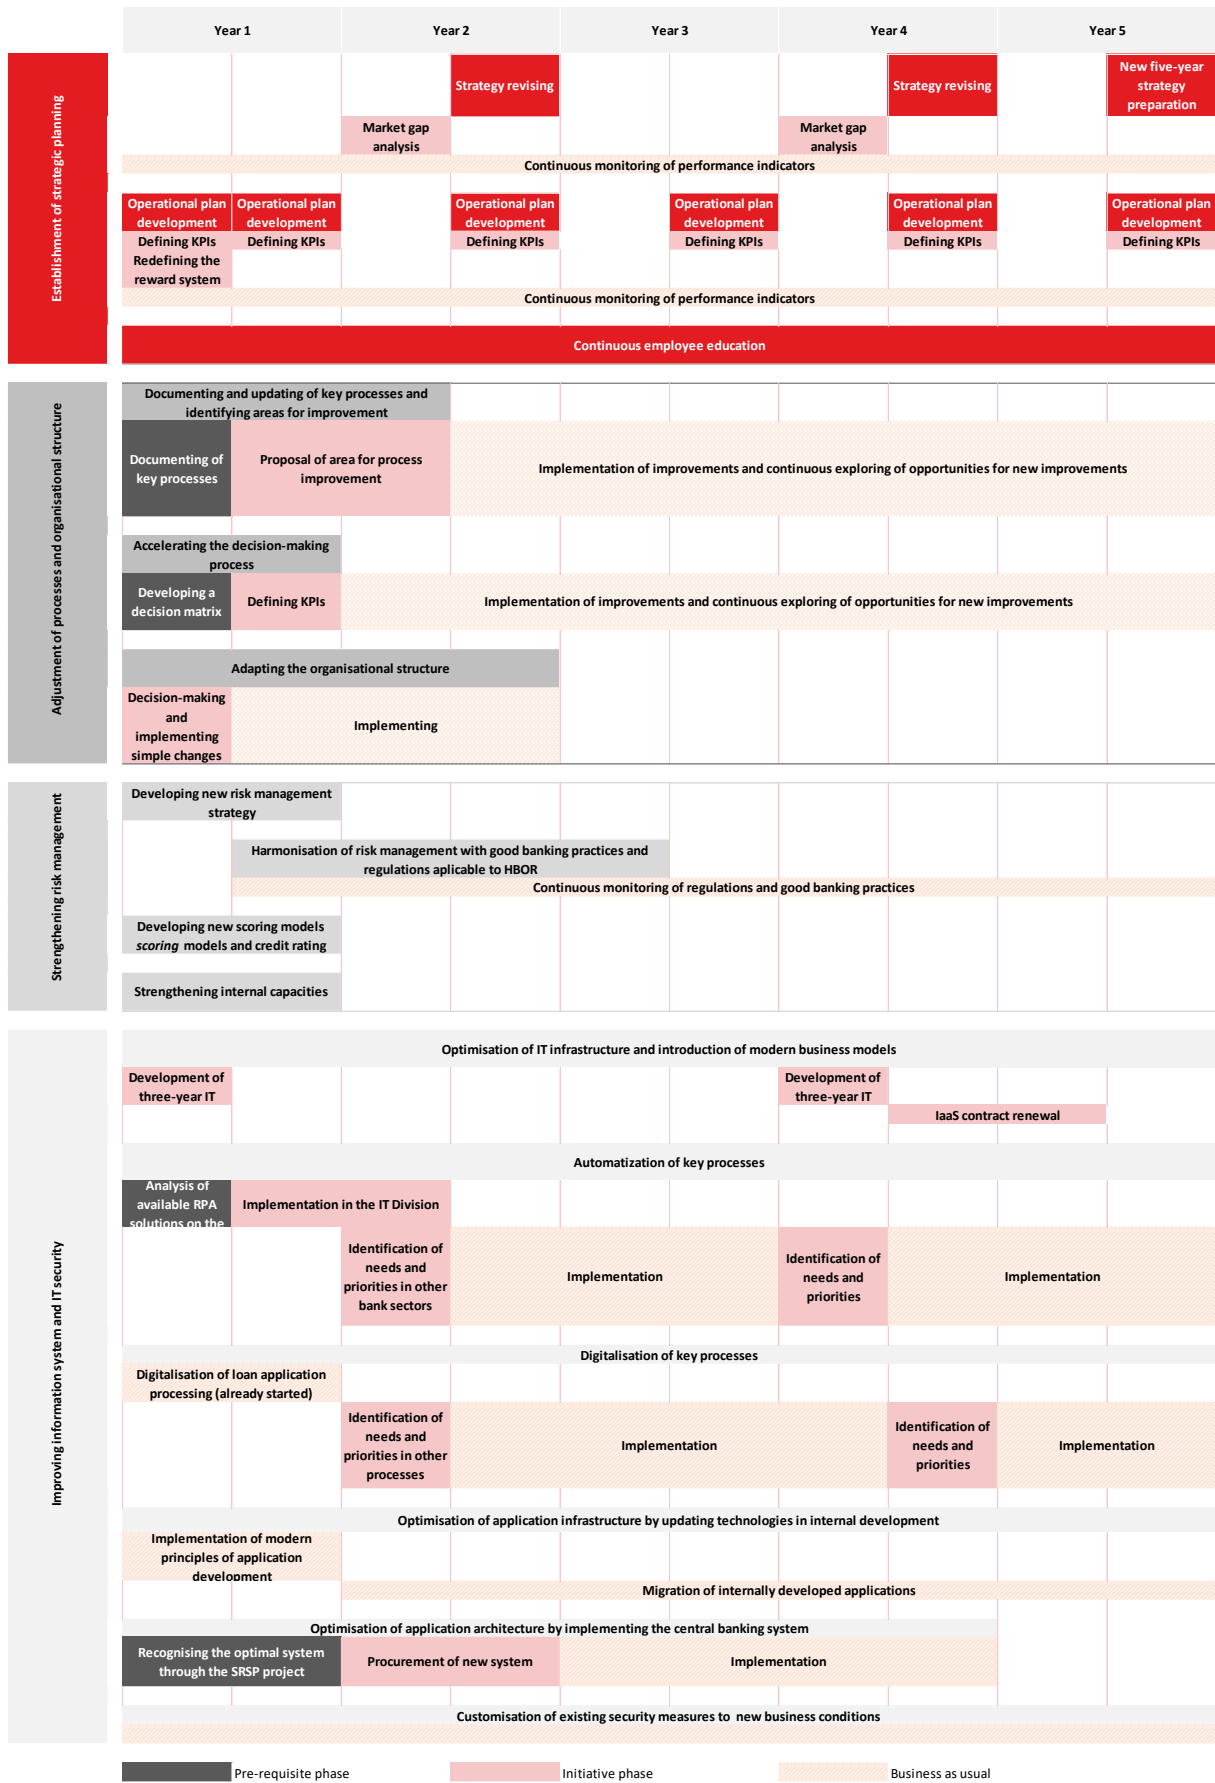 Year 1
Year 2
Year 3
Year 4
Year 5
Establishment of strategic planning
Strategy revising
Strategy revising
New five-year
strategy
preparation
Market gap
analysis
Market gap
analysis
Continuous monitoring of performance indicators
Operational plan
development
Operational plan
development
Operational plan
development
Operational plan
development
Operational plan
development
Operational plan
development
Defining KPIs
Defining KPIs
Defining KPIs
Defining KPIs
Defining KPIs
Defining KPIs
Redefining the
reward system
Continuous monitoring of performance indicators
Continuous employee education
Adjustment of processes and organisational structure
Documenting and updating of key processes and
identifying areas for improvement
Documenting of
key processes
Proposal of area for process
improvement
Implementation of improvements and continuous exploring of opportunities for new improvements
Accelerating the decision-making
process
Developing a
decision matrix
Defining KPIs
Implementation of improvements and continuous exploring of opportunities for new improvements
Adapting the organisational structure
Decision-making
and
implementing
simple changes
Implementing
Strengthening risk management
Developing new risk management
strategy
Harmonisation of risk management with good banking practices and
regulations aplicable to HBOR
Continuous monitoring of regulations and good banking practices
Developing new scoring models
scoring models and credit rating
Strengthening internal capacities
Improving information system and IT security
Optimisation of IT infrastructure and introduction of modern business models
Development of
three-year IT
Development of
three-year IT
IaaS contract renewal
Automatization of key processes
Analysis of
available RPA
solutions on the
Implementation in the IT Division
Identification of
needs and
priorities in other
bank sectors
Implementation
Identification of
needs and
priorities
Implementation
Digitalisation of key processes
Digitalisation of loan application
processing (already started)
Identification of
needs and
priorities in other
processes
Implementation
Identification of
needs and
priorities
Implementation
Optimisation of application infrastructure by updating technologies in internal development
Implementation of modern
principles of application
development
Migration of internally developed applications
Optimisation of application architecture by implementing the central banking system
Recognising the optimal system
through the SRSP project
Procurement of new system
Implementation
Customisation of existing security measures to new business conditions
Pre-requisite phase
Initiative phase
Business as usual